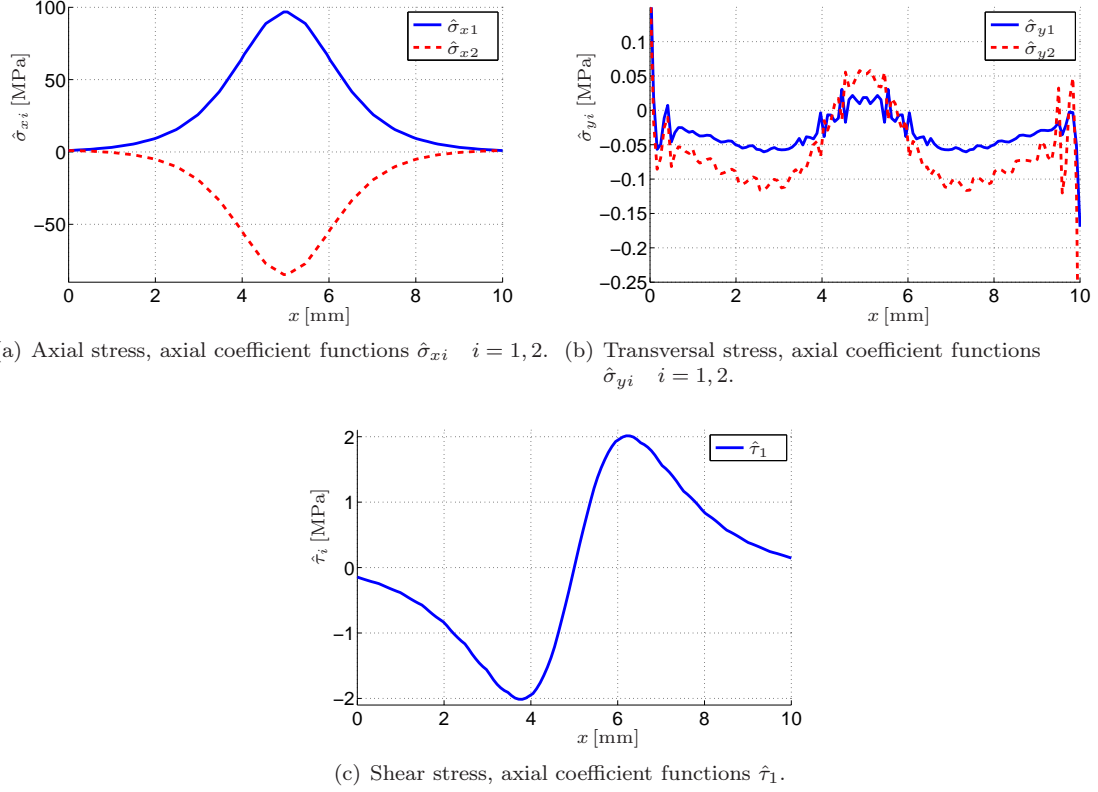 100
50
0
−50
0
2
4
6
8
10
x [mm]
σ̂xi [MPa]
σ̂x1
σ̂x2
0.1
0.05
0
−0.05
−0.1
−0.15
−0.2
−0.25
0
2
4
6
8
10
x [mm]
σ̂yi [MPa]
σ̂y1
σ̂y2
a) Axial stress, axial coefficient functions σ̂xi i = 1, 2.
(b) Transversal stress, axial coefficient functions
σ̂yi i = 1, 2.
2
1
0
−1
−2
0
2
4
6
8
10
x [mm]
τ̂i [MPa]
τ̂1
(c) Shear stress, axial coefficient functions τ̂1.